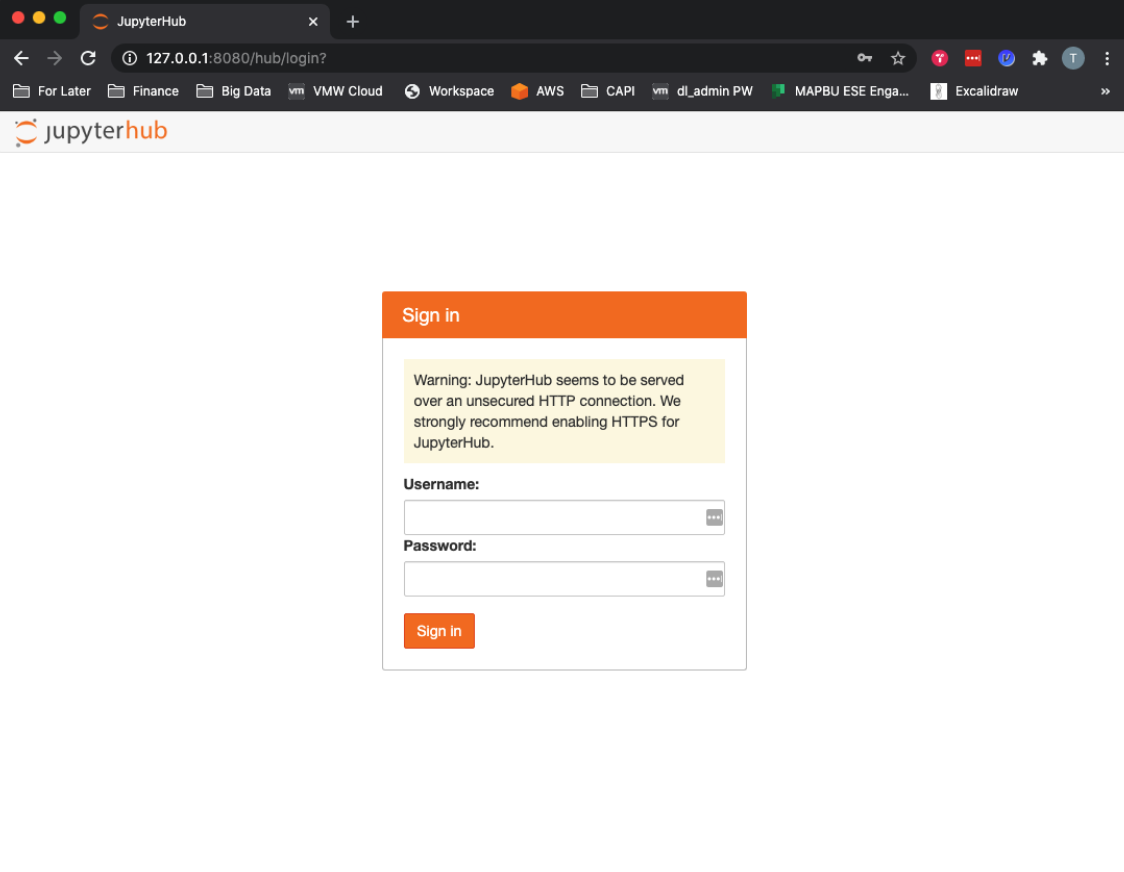 JupyterHub
127.0.0.1:8080/hub/login?
T
For Later Finance Big Data vm VMW Cloud Workspace AWS CAPI vm dl_admin PW MAPBU ESE Enga... Excalidraw »
jupyterhub
Sign in
Warning: JupyterHub seems to be served
over an unsecured HTTP connection. We
strongly recommend enabling HTTPS for
JupyterHub.
Username:
Password:
Sign in